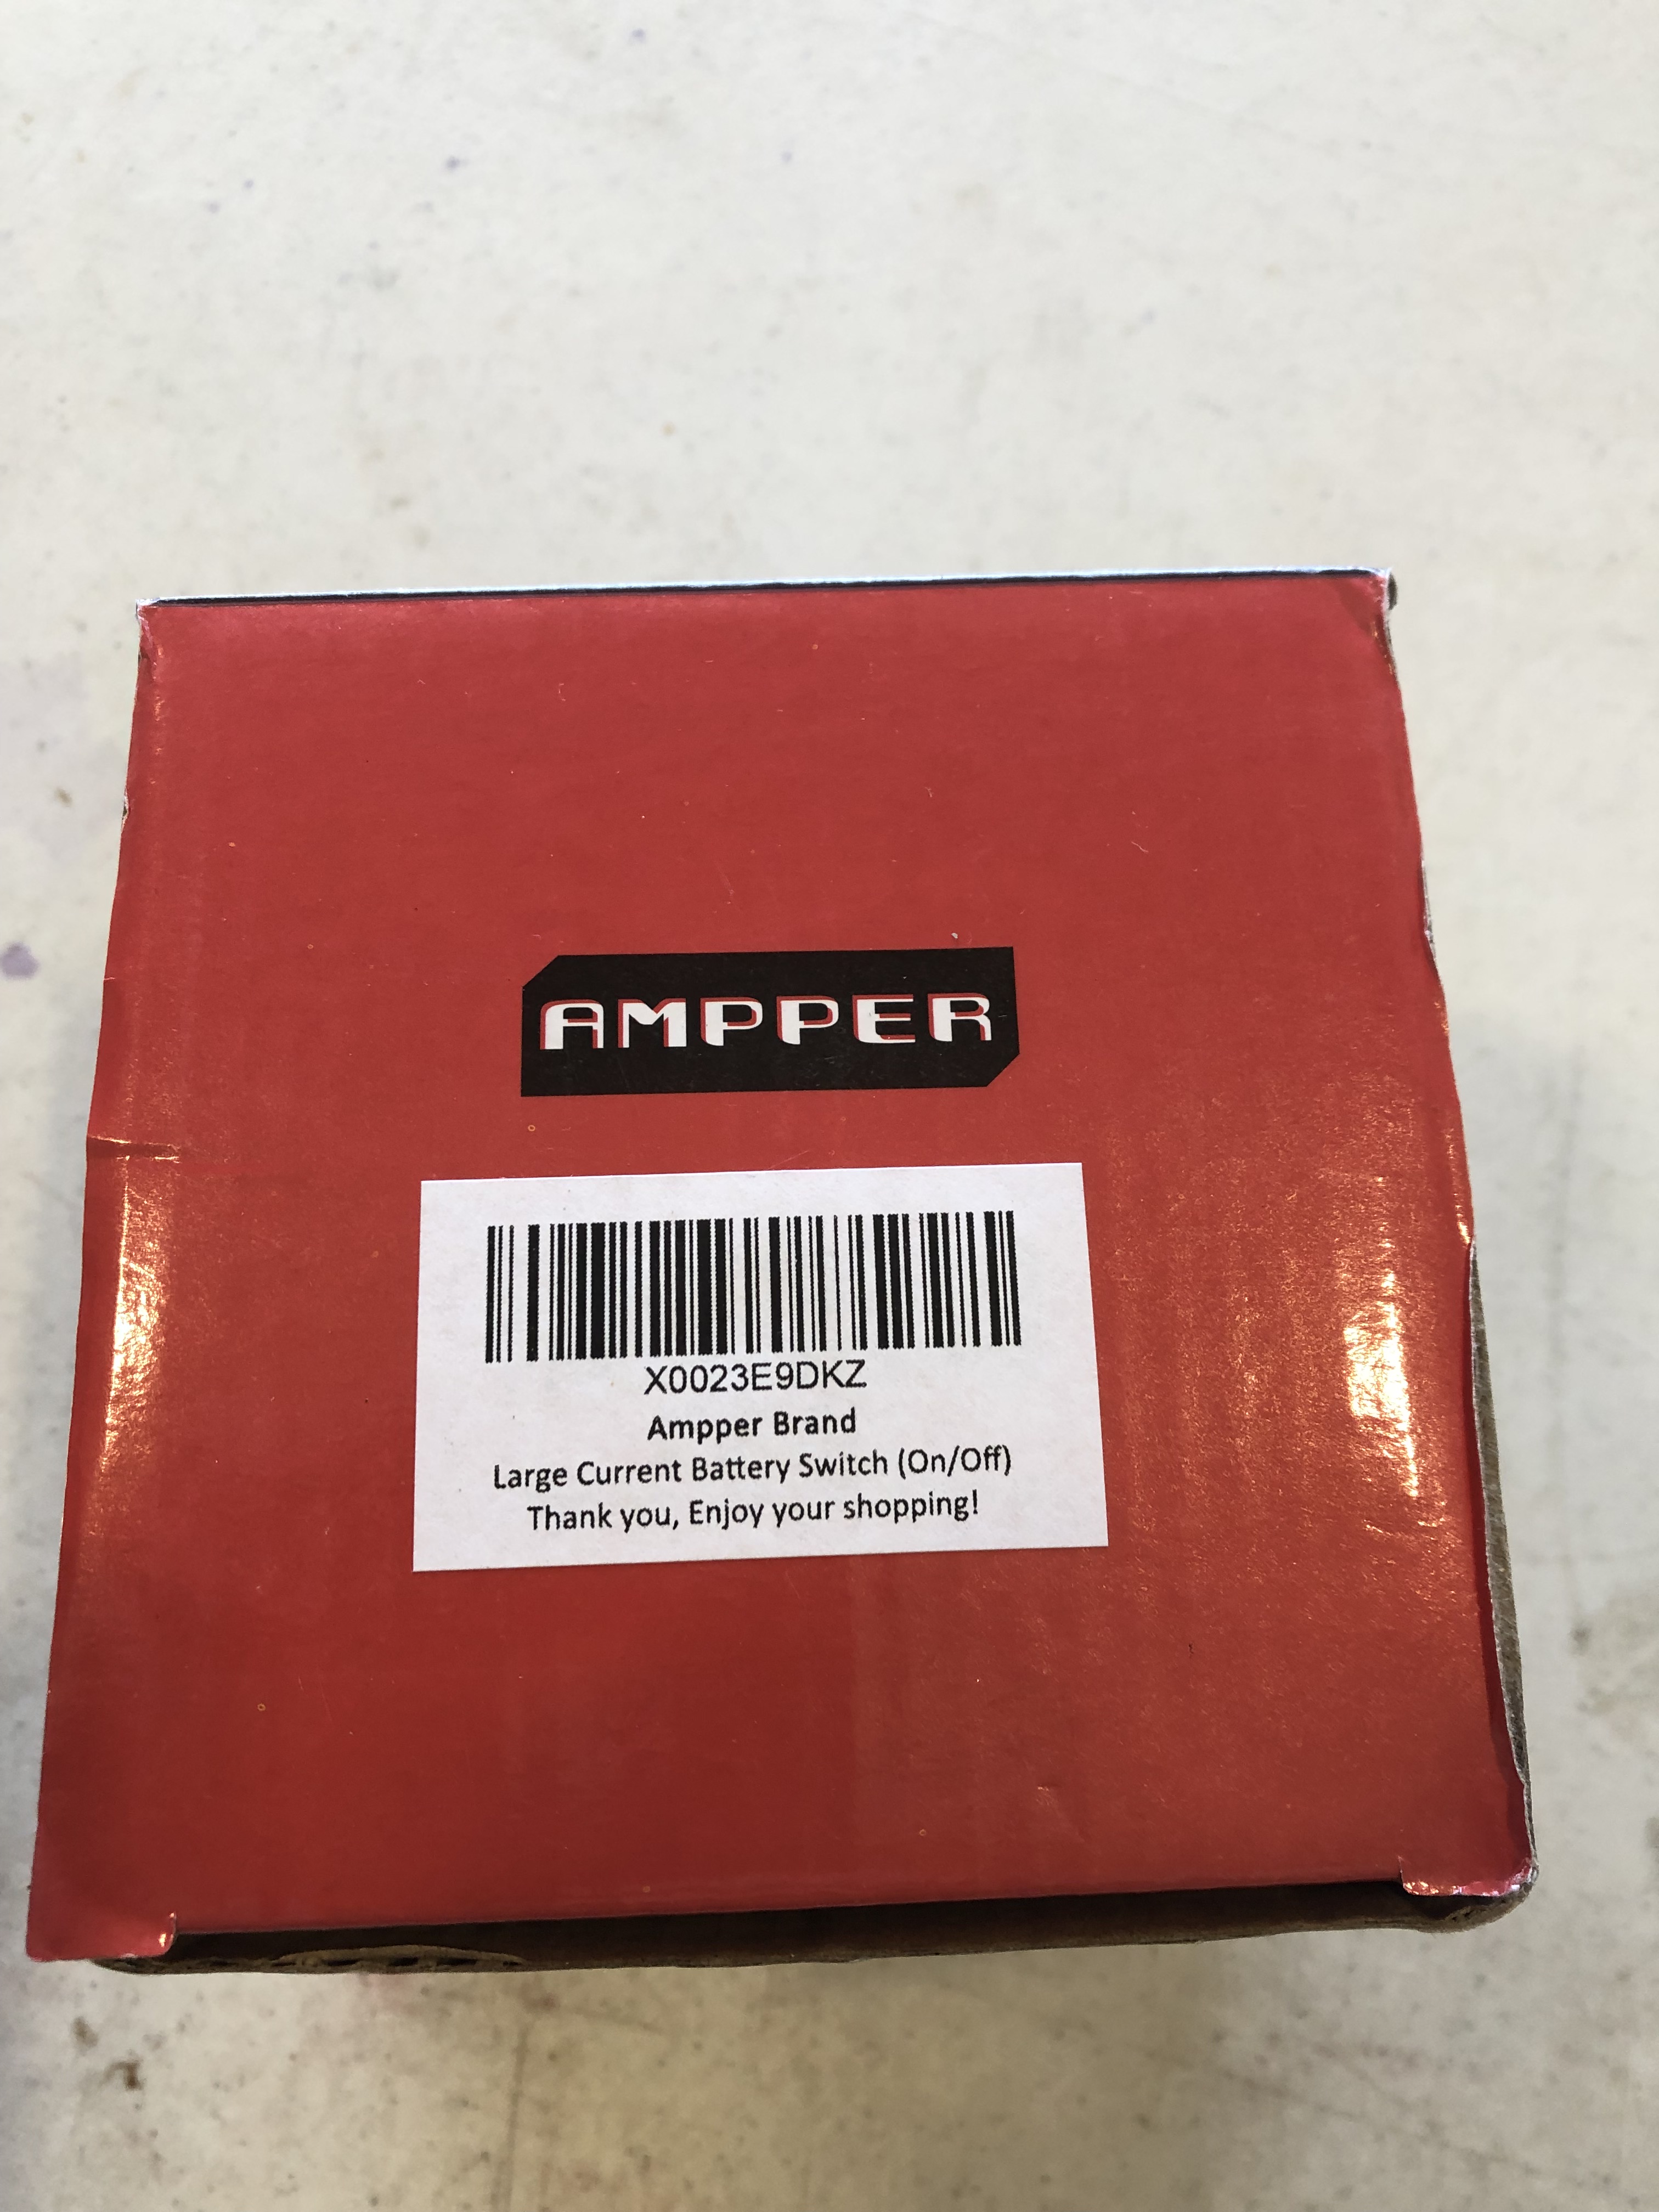 AMPPER
X0023E9DKZ
Ampper Brand
Large Current Battery Switch (On/Off)
Thank you, Enjoy your shopping!